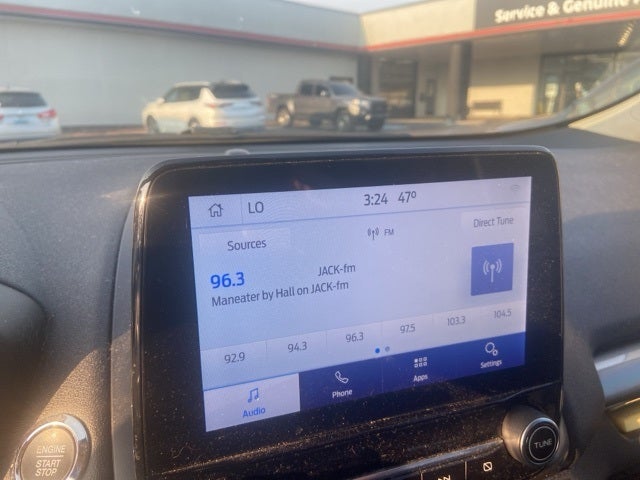 Service & Genuine
LO
3:24 47°
FM
Direct Tune
Sources
96.3
JACK-fm
Maneater by Hall on JACK-fm
92.9 94.3 96.3 97.5 103.3 104.5
Audio Phone Apps Settings
ENGINE
START
STOP
TUNE